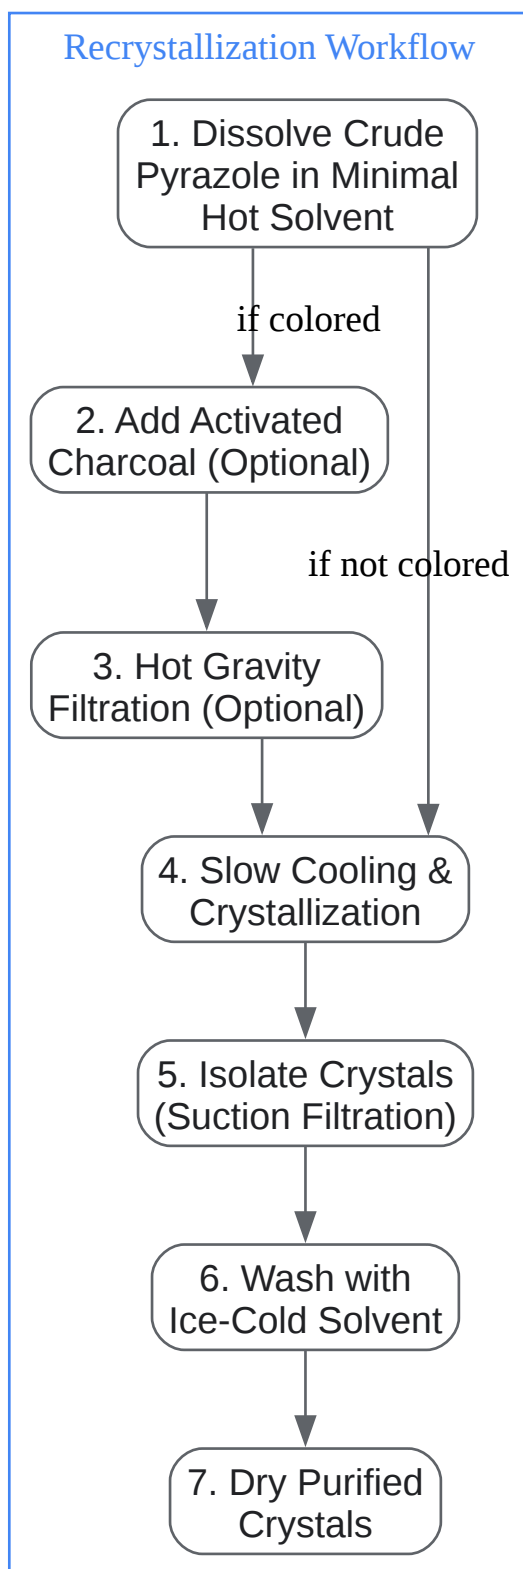 Recrystallization Workflow
1. Dissolve Crude
Pyrazole in Minimal
Hot Solvent
if colored
2. Add Activated
Charcoal (Optional)
if not colored
3. Hot Gravity
Filtration (Optional)
4. Slow Cooling &
Crystallization
5. Isolate Crystals
(Suction Filtration)
6. Wash with
Ice-Cold Solvent
7. Dry Purified
Crystals